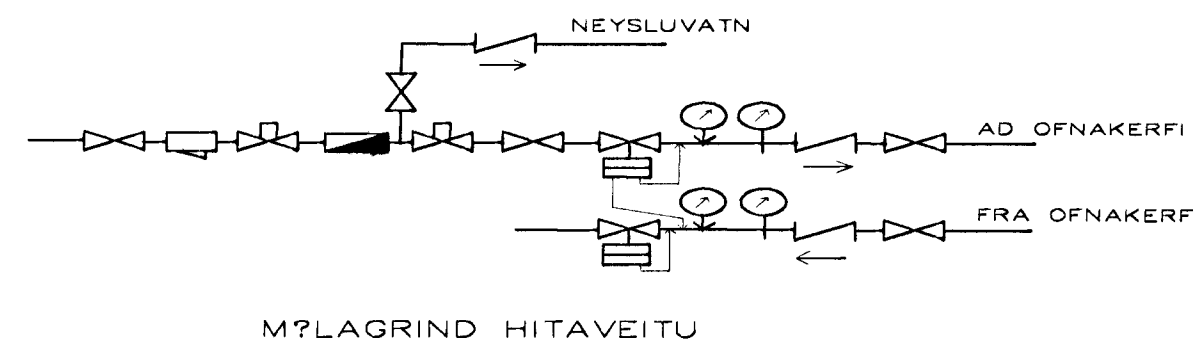 NEYSLUVATN
AD OFNAKERFI
FRA OFNAKERF
M?LAGRIND HITAVEITU